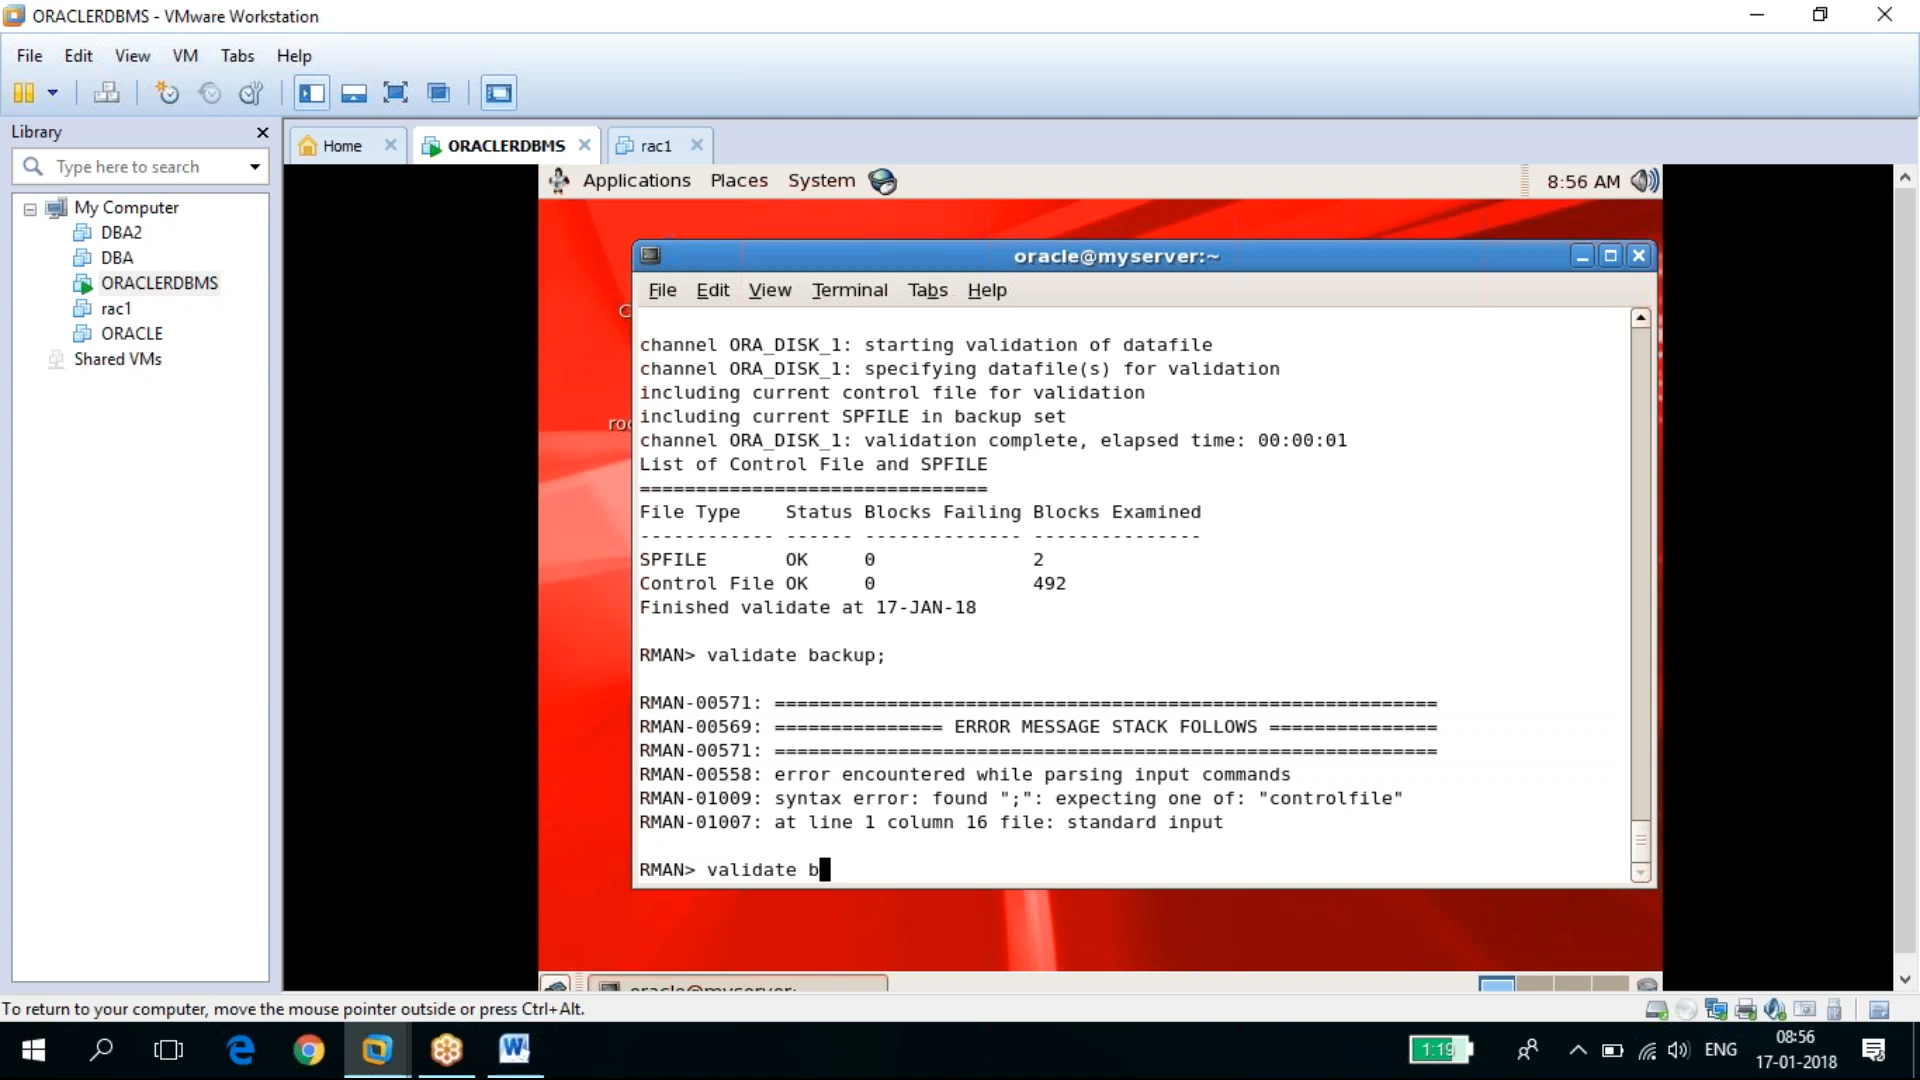 ORACLERDBMS - VMware Workstation
File Edit View VM Tabs Help
Library
Type here to search
My Computer
DBA2
DBA
ORACLERDBMS
rac1
ORACLE
Shared VMs
Home
ORACLERDBMS
rac1
Applications Places System
8:56 AM
oracle@myserver:~
File Edit View Terminal Tabs Help
channel ORA_DISK_1: starting validation of datafile
channel ORA_DISK_1: specifying datafile(s) for validation
including current control file for validation
including current SPFILE in backup set
channel ORA_DISK_1: validation complete, elapsed time: 00:00:01
List of Control File and SPFILE
===============================
File Type    Status Blocks Failing Blocks Examined
------------ ------ -------------- ---------------
SPFILE       OK     0              2
Control File OK     0              492
Finished validate at 17-JAN-18
RMAN> validate backup;
RMAN-00571: ===========================================================
RMAN-00569: =============== ERROR MESSAGE STACK FOLLOWS ===============
RMAN-00571: ===========================================================
RMAN-00558: error encountered while parsing input commands
RMAN-01009: syntax error: found ";": expecting one of: "controlfile"
RMAN-01007: at line 1 column 16 file: standard input
RMAN> validate b
oracle@myserver:
To return to your computer, move the mouse pointer outside or press Ctrl+Alt.
1:19
ENG
08:56
17-01-2018